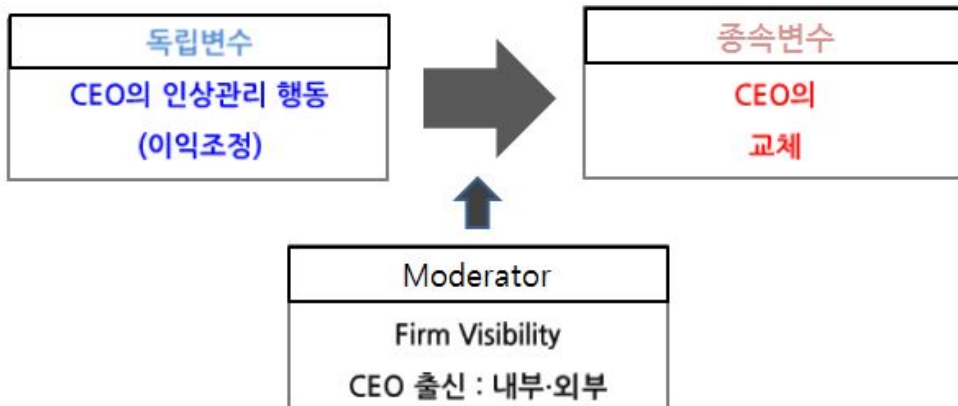 독립변수
CEO의 인상관리 행동
(이익조정)
종속변수
CEO의
교체
Moderator
Firm Visibility
CEO 출신 : 내부·외부